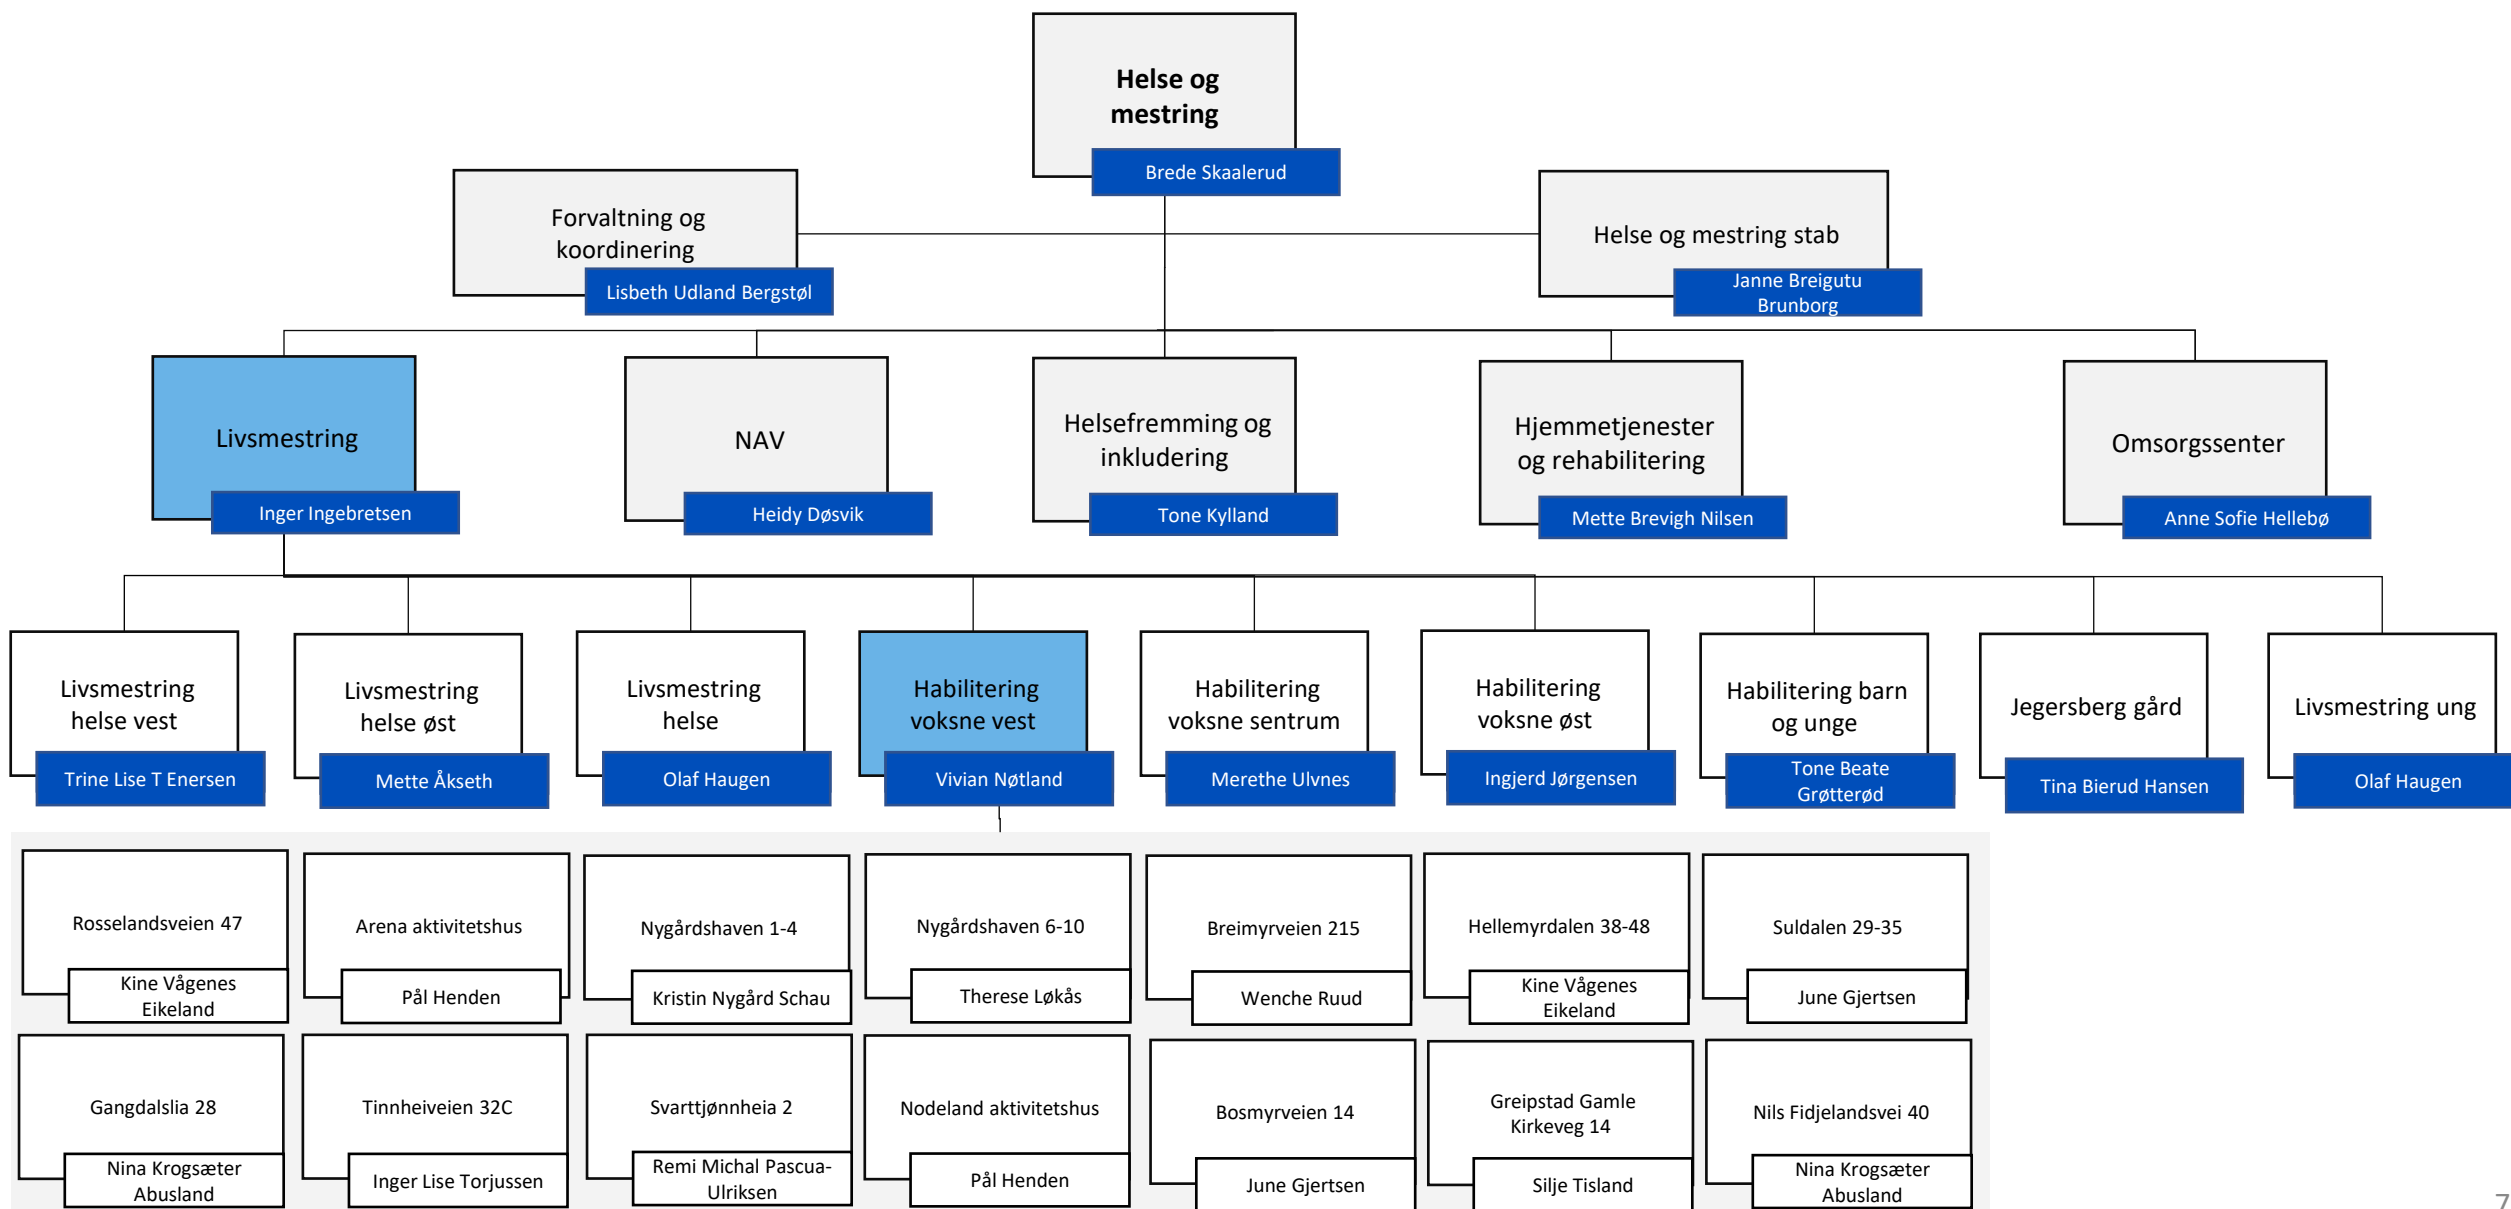 Helse og
mestring
Brede Skaalerud
Forvaltning og
koordinering
Lisbeth Udland Bergstøl
Helse og mestring stab
Janne Breigutu
Brunborg
Livsmestring
Inger Ingebretsen
NAV
Heidy Døsvik
Helsefremming og
inkludering
Tone Kylland
Hjemmetjenester
og rehabilitering
Mette Brevigh Nilsen
Omsorgssenter
Anne Sofie Hellebø
Livsmestring
helse vest
Trine Lise T Enersen
Livsmestring
helse øst
Mette Åkseth
Livsmestring
helse
Olaf Haugen
Habilitering
voksne vest
Vivian Nøtland
Habilitering
voksne sentrum
Merethe Ulvnes
Habilitering
voksne øst
Ingjerd Jørgensen
Habilitering barn
og unge
Tone Beate
Grøtterød
Jegersberg gård
Tina Bierud Hansen
Livsmestring ung
Olaf Haugen
Rosselandsveien 47
Kine Vågenes
Eikeland
Arena aktivitetshus
Pål Henden
Nygårdshaven 1-4
Kristin Nygård Schau
Nygårdshaven 6-10
Therese Løkås
Breimyrveien 215
Wenche Ruud
Hellemyrdalen 38-48
Kine Vågenes
Eikeland
Suldalen 29-35
June Gjertsen
Gangdalslia 28
Nina Krogsæter
Abusland
Tinnheiveien 32C
Inger Lise Torjussen
Svarttjønnheia 2
Remi Michal Pascua-
Ulriksen
Nodeland aktivitetshus
Pål Henden
Bosmyrveien 14
June Gjertsen
Greipstad Gamle
Kirkeveg 14
Silje Tisland
Nils Fidjelandsvei 40
Nina Krogsæter
Abusland
7